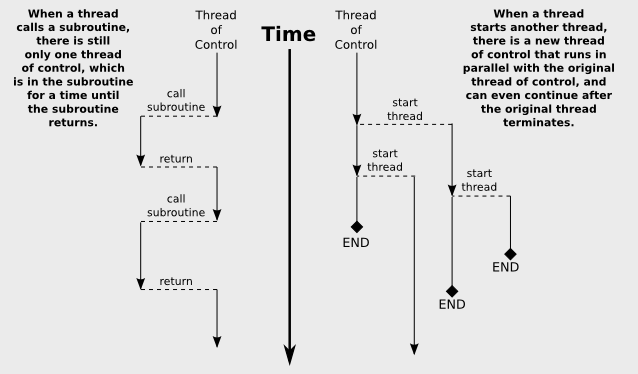 When a thread
calls a subroutine,
there is still
only one thread
of control, which
is in the subroutine
for a time until
the subroutine
returns.
Thread
of
Control
Time
Thread
of
Control
When a thread
starts another thread,
there is a new thread
of control that runs in
parallel with the original
thread of control, and
can even continue after
the original thread
terminates.
call
subroutine
return
call
subroutine
return
start
thread
start
thread
start
thread
END
END
END